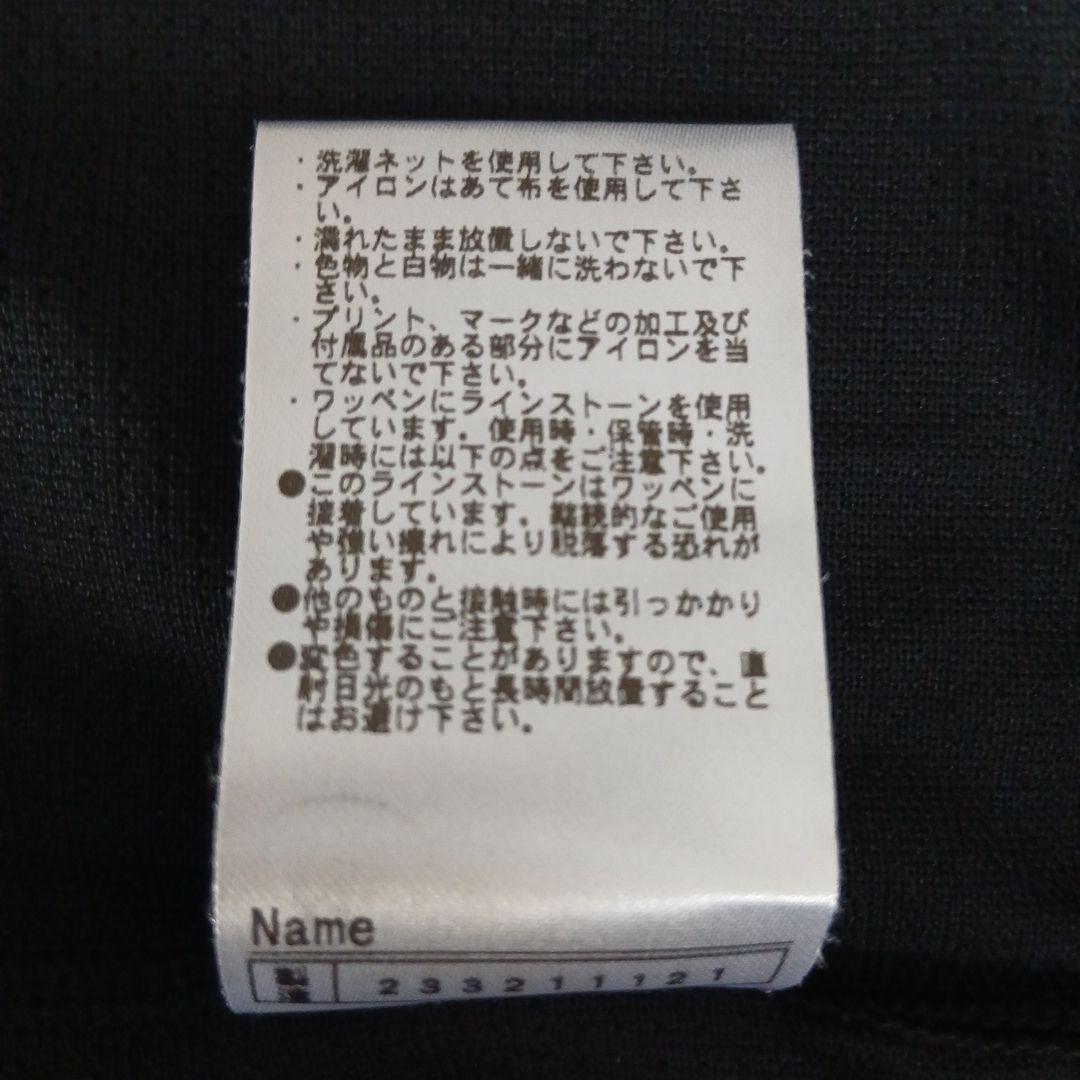 ・洗濯ネットを使用して下さい。
・アイロンはあて布を使用して下さ
い。
・濡れたまま放置しないで下さい。
・色物と白物は一緒に洗わないで下
さい。
・プリント、マークなどの加工及び
付属品のある部分にアイロンを当
てないで下さい。
・ワッペンにラインストーンを使用
しています。使用時・保管時・洗
濯時には以下の点をご注意下さい。
●このラインストーンはワッペンに
接着しています。継続的なご使用
や強い擦れにより脱落する恐れが
あります。
●他のものと接触時には引っかかり
や損傷にご注意下さい。
●変色することがありますので、直
射日光のもと長時間放置すること
はお避け下さい。
Name
233211121